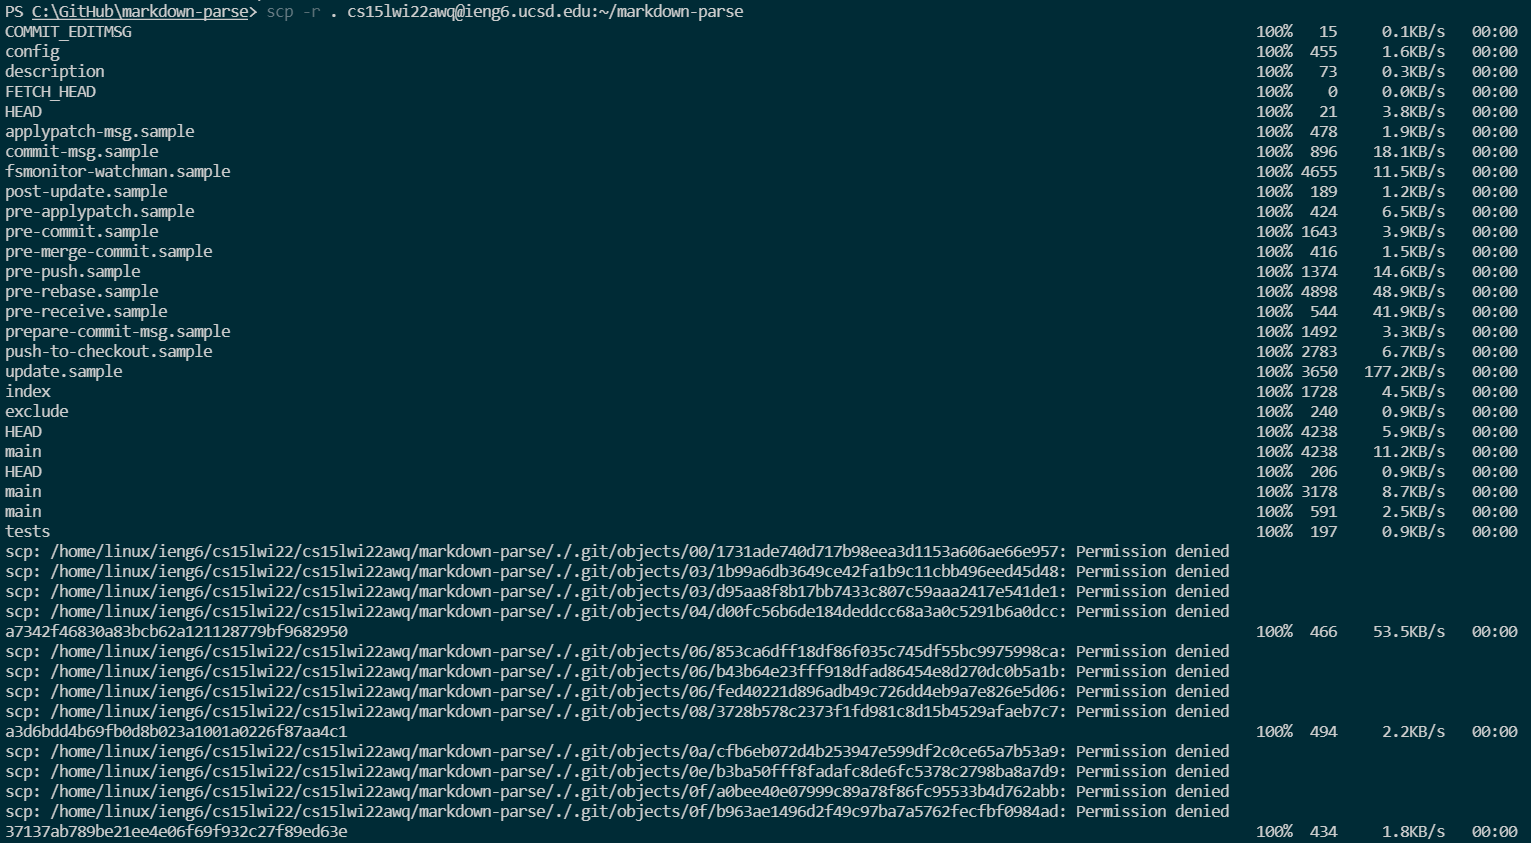 PS C:\GitHub\markdown-parse> scp -r . cs15lwi22awq@ieng6.ucsd.edu:~/markdown-parse
COMMIT_EDITMSG 100% 15 0.1KB/s 00:00
config 100% 455 1.6KB/s 00:00
description 100% 73 0.3KB/s 00:00
FETCH_HEAD 100% 0 0.0KB/s 00:00
HEAD 100% 21 3.8KB/s 00:00
applypatch-msg.sample 100% 478 1.9KB/s 00:00
commit-msg.sample 100% 896 18.1KB/s 00:00
fsmonitor-watchman.sample 100% 4655 11.5KB/s 00:00
post-update.sample 100% 189 1.2KB/s 00:00
pre-applypatch.sample 100% 424 6.5KB/s 00:00
pre-commit.sample 100% 1643 3.9KB/s 00:00
pre-merge-commit.sample 100% 416 1.5KB/s 00:00
pre-push.sample 100% 1374 14.6KB/s 00:00
pre-rebase.sample 100% 4898 48.9KB/s 00:00
pre-receive.sample 100% 544 41.9KB/s 00:00
prepare-commit-msg.sample 100% 1492 3.3KB/s 00:00
push-to-checkout.sample 100% 2783 6.7KB/s 00:00
update.sample 100% 3650 177.2KB/s 00:00
index 100% 1728 4.5KB/s 00:00
exclude 100% 240 0.9KB/s 00:00
HEAD 100% 4238 5.9KB/s 00:00
main 100% 4238 11.2KB/s 00:00
HEAD 100% 206 0.9KB/s 00:00
main 100% 3178 8.7KB/s 00:00
main 100% 591 2.5KB/s 00:00
tests 100% 197 0.9KB/s 00:00
scp: /home/linux/ieng6/cs15lwi22/cs15lwi22awq/markdown-parse/./.git/objects/00/1731ade740d717b98eea3d1153a606ae66e957: Permission denied
scp: /home/linux/ieng6/cs15lwi22/cs15lwi22awq/markdown-parse/./.git/objects/03/1b99a6db3649ce42fa1b9c11cbb496eed45d48: Permission denied
scp: /home/linux/ieng6/cs15lwi22/cs15lwi22awq/markdown-parse/./.git/objects/03/d95aa8f8b17bb7433c807c59aaa2417e541de1: Permission denied
scp: /home/linux/ieng6/cs15lwi22/cs15lwi22awq/markdown-parse/./.git/objects/04/d00fc56b6de184deddcc68a3a0c5291b6a0dcc: Permission denied
a7342f46830a83bcb62a121128779bf9682950 100% 466 53.5KB/s 00:00
scp: /home/linux/ieng6/cs15lwi22/cs15lwi22awq/markdown-parse/./.git/objects/06/853ca6dff18df86f035c745df55bc9975998ca: Permission denied
scp: /home/linux/ieng6/cs15lwi22/cs15lwi22awq/markdown-parse/./.git/objects/06/b43b64e23fff918dfad86454e8d270dc0b5a1b: Permission denied
scp: /home/linux/ieng6/cs15lwi22/cs15lwi22awq/markdown-parse/./.git/objects/06/fed40221d896adb49c726dd4eb9a7e826e5d06: Permission denied
scp: /home/linux/ieng6/cs15lwi22/cs15lwi22awq/markdown-parse/./.git/objects/08/3728b578c2373f1fd981c8d15b4529afaeb7c7: Permission denied
a3d6bdd4b69fb0d8b023a1001a0226f87aa4c1 100% 494 2.2KB/s 00:00
scp: /home/linux/ieng6/cs15lwi22/cs15lwi22awq/markdown-parse/./.git/objects/0a/cfb6eb072d4b253947e599df2c0ce65a7b53a9: Permission denied
scp: /home/linux/ieng6/cs15lwi22/cs15lwi22awq/markdown-parse/./.git/objects/0e/b3ba50fff8fadafc8de6fc5378c2798ba8a7d9: Permission denied
scp: /home/linux/ieng6/cs15lwi22/cs15lwi22awq/markdown-parse/./.git/objects/0f/a0bee40e07999c89a78f86fc95533b4d762abb: Permission denied
scp: /home/linux/ieng6/cs15lwi22/cs15lwi22awq/markdown-parse/./.git/objects/0f/b963ae1496d2f49c97ba7a5762fecfbf0984ad: Permission denied
37137ab789be21ee4e06f69f932c27f89ed63e 100% 434 1.8KB/s 00:00